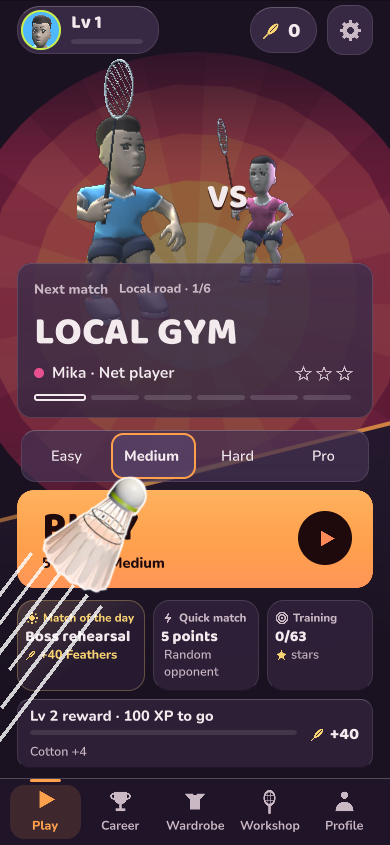 Lv 1
0
VS
Next match Local road · 1/6
LOCAL GYM
Mika · Net player
Easy Medium Hard Pro
Medium
Match of the day
Boss rehearsal
+40 Feathers
Quick match
5 points
Random
opponent
Training
0/63
stars
Lv 2 reward · 100 XP to go
+40
Cotton +4
Play Career Wardrobe Workshop Profile